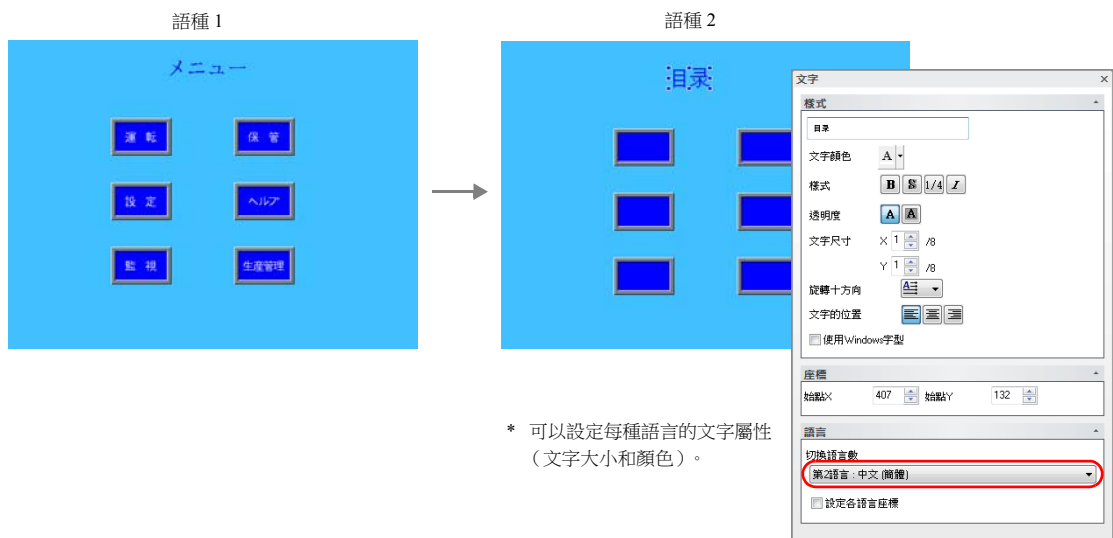 語種 1
語種 2
メニュー
運 転
保 管
設 定
ヘルプ
監 視
生産管理
目录
文字
×
樣式
目录
文字顏色
A
樣式
B S 1/4 I
透明度
A A
文字尺寸
X 1 /8
Y 1 /8
旋轉十方向
A
文字的位置
使用Windows字型
座標
始點X 407 始點Y 132
語言
切換語言數
第2語言 : 中文 (簡體)
設定各語言座標
* 可以設定每種語言的文字屬性
（文字大小和顏色）。